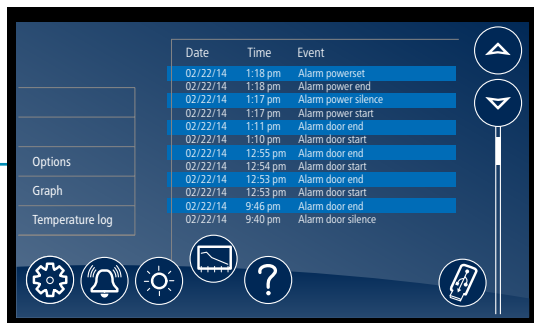 Date Time Event
02/22/14 1:18 pm Alarm powerset
02/22/14 1:18 pm Alarm power end
02/22/14 1:17 pm Alarm power silence
02/22/14 1:17 pm Alarm power start
02/22/14 1:11 pm Alarm door end
02/22/14 1:10 pm Alarm door start
02/22/14 12:55 pm Alarm door end
02/22/14 12:54 pm Alarm door start
02/22/14 12:53 pm Alarm door end
02/22/14 12:53 pm Alarm door start
02/22/14 9:46 pm Alarm door end
02/22/14 9:40 pm Alarm door silence
Options
Graph
Temperature log
?